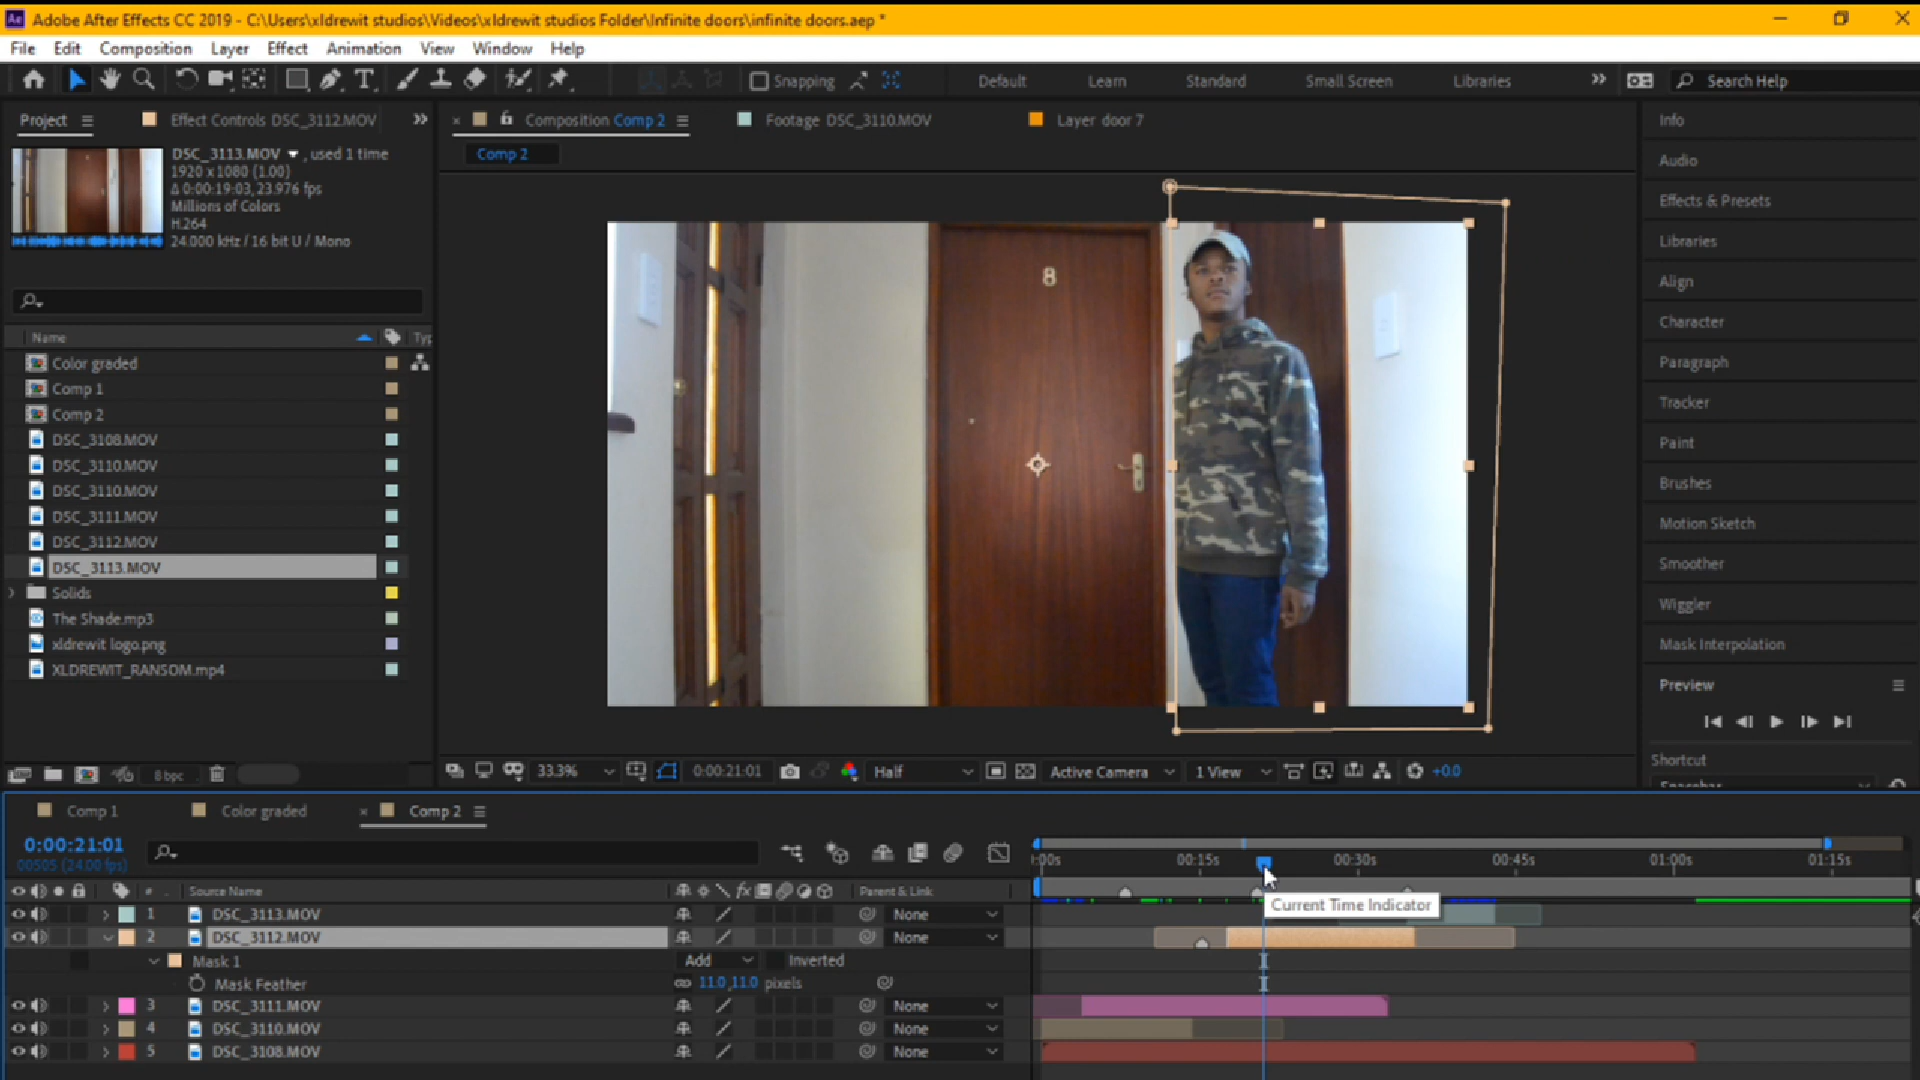 Ae Adobe After Effects CC 2019 - C:\Users\xldrewit studios\Videos\xldrewit studios Folder\Infinite doors\infinite doors.aep *
File Edit Composition Layer Effect Animation View Window Help
Snapping Default Learn Standard Small Screen Libraries Search Help
Project Effect Controls DSC_3112.MOV Composition Comp 2 Footage DSC_3110.MOV Layer door 7
Comp 2
DSC_3113.MOV , used 1 time
1920 x 1080 (1.00)
Δ 0:00:19:03, 23.976 fps
Millions of Colors
H.264
24.000 kHz / 16 bit U / Mono
Name Typ
Color graded
Comp 1
Comp 2
DSC_3108.MOV
DSC_3110.MOV
DSC_3110.MOV
DSC_3111.MOV
DSC_3112.MOV
DSC_3113.MOV
Solids
The Shade.mp3
xldrewit logo.png
XLDREWIT_RANSOM.mp4
8 bpc
8
33.3% 0:00:21:01 Half Active Camera 1 View +0.0
Info
Audio
Effects & Presets
Libraries
Align
Character
Paragraph
Tracker
Paint
Brushes
Motion Sketch
Smoother
Wiggler
Mask Interpolation
Preview
Shortcut
Spacebar
Comp 1 Color graded Comp 2
0:00:21:01
00505 (24.00 fps)
:00s 00:15s 00:30s 00:45s 01:00s 01:15s
# Source Name fx Parent & Link
Current Time Indicator
1 DSC_3113.MOV None
2 DSC_3112.MOV None
Mask 1 Add Inverted
Mask Feather 11.0,11.0 pixels
3 DSC_3111.MOV None
4 DSC_3110.MOV None
5 DSC_3108.MOV None